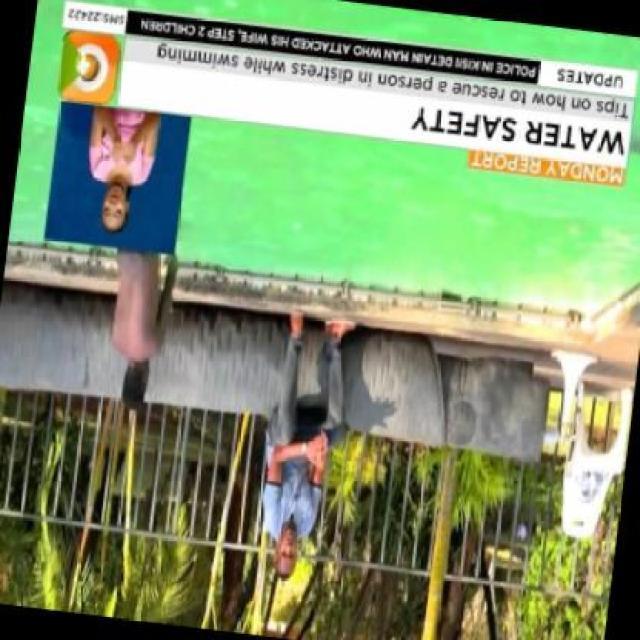 MONDAY REPORT
WATER SAFETY
Tips on how to rescue a person in distress while swimming
UPDATES POLICE IN KISII DETAIN MAN WHO ATTACKED HIS WIFE, STEP 2 CHILDREN
SMS:22422